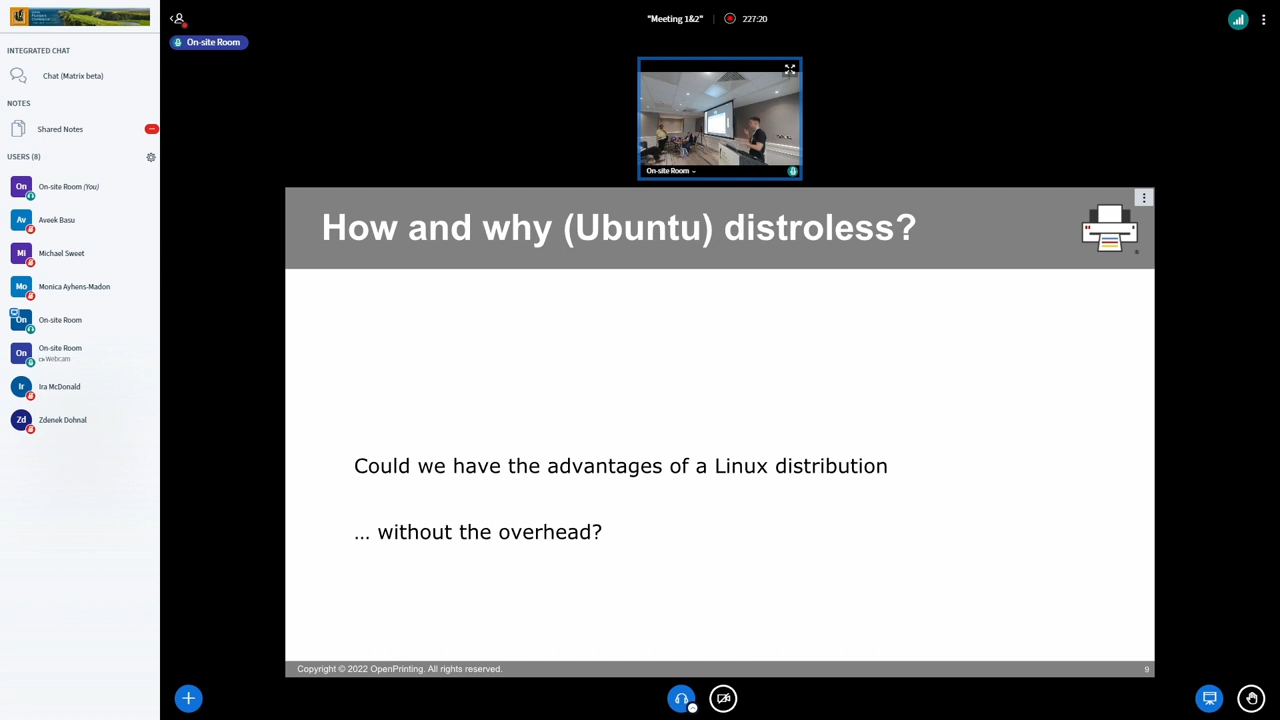 INTEGRATED CHAT
Chat (Matrix beta)
NOTES
Shared Notes
USERS (8)
On On-site Room (You)
Av Aveek Basu
Mi Michael Sweet
Mo Monica Ayhens-Madon
On On-site Room
On On-site Room
Webcam
Ir Ira McDonald
Zd Zdenek Dohnal
"Meeting 1&2" 227:20
On-site Room
On-site Room
How and why (Ubuntu) distroless?
Could we have the advantages of a Linux distribution
... without the overhead?
Copyright © 2022 OpenPrinting. All rights reserved. 9